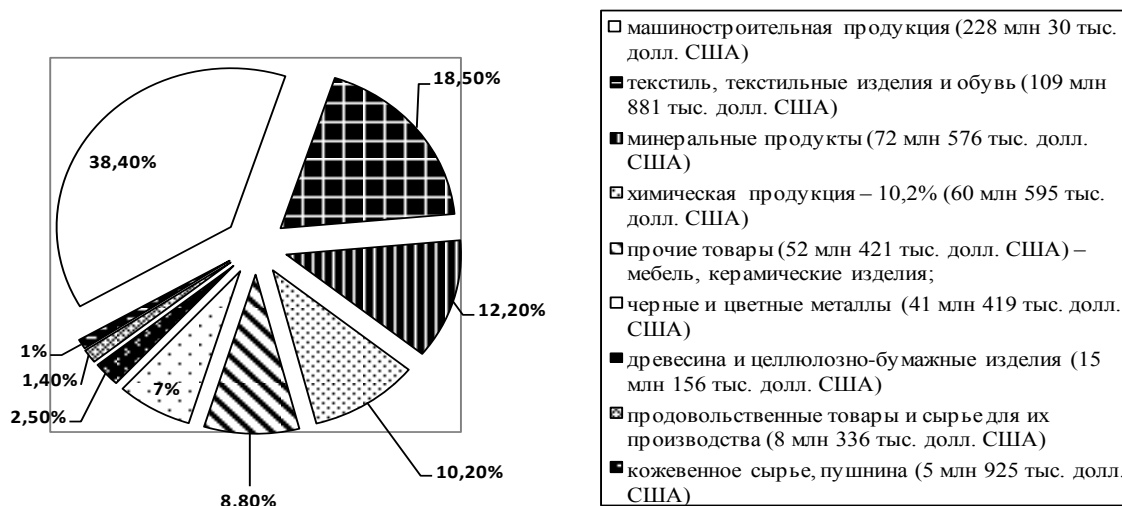 18,50%
38,40%
12,20%
1%
1,40%
7%
2,50%
10,20%
8,80%
машиностроительная продукция (228 млн 30 тыс.
долл. США)
текстиль, текстильные изделия и обувь (109 млн
881 тыс. долл. США)
минеральные продукты (72 млн 576 тыс. долл.
США)
химическая продукция – 10,2% (60 млн 595 тыс.
долл. США)
прочие товары (52 млн 421 тыс. долл. США) –
мебель, керамические изделия;
черные и цветные металлы (41 млн 419 тыс. долл.
США)
древесина и целлюлозно-бумажные изделия (15
млн 156 тыс. долл. США)
продовольственные товары и сырье для их
производства (8 млн 336 тыс. долл. США)
кожевенное сырье, пушнина (5 млн 925 тыс. долл.
США)